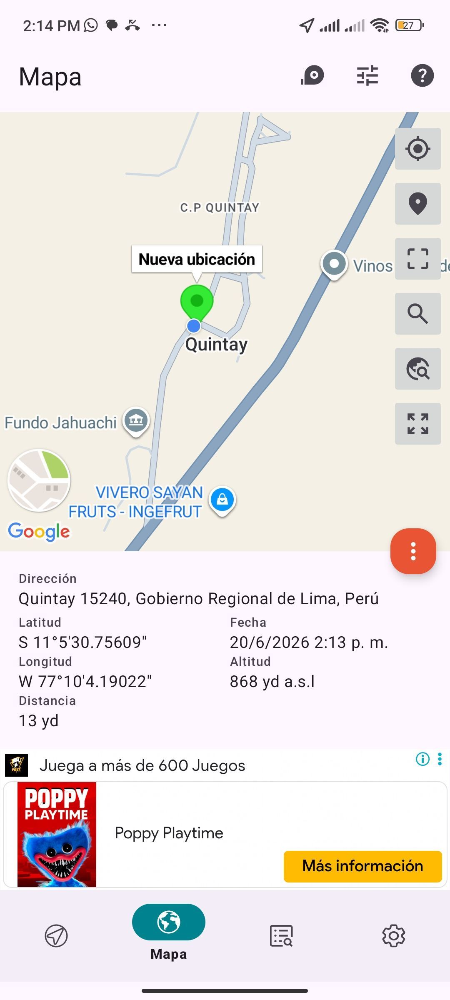 2:14 PM
27
Mapa
C.P QUINTAY
Nueva ubicación
Vinos de
Quintay
Fundo Jahuachi
VIVERO SAYAN
FRUTS - INGEFRUT
Google
Dirección
Quintay 15240, Gobierno Regional de Lima, Perú
Latitud
S 11°5'30.75609"
Fecha
20/6/2026 2:13 p. m.
Longitud
W 77°10'4.19022"
Altitud
868 yd a.s.l
Distancia
13 yd
FUZE
Juega a más de 600 Juegos
POPPY
PLAYTIME
Poppy Playtime
Más información
Mapa